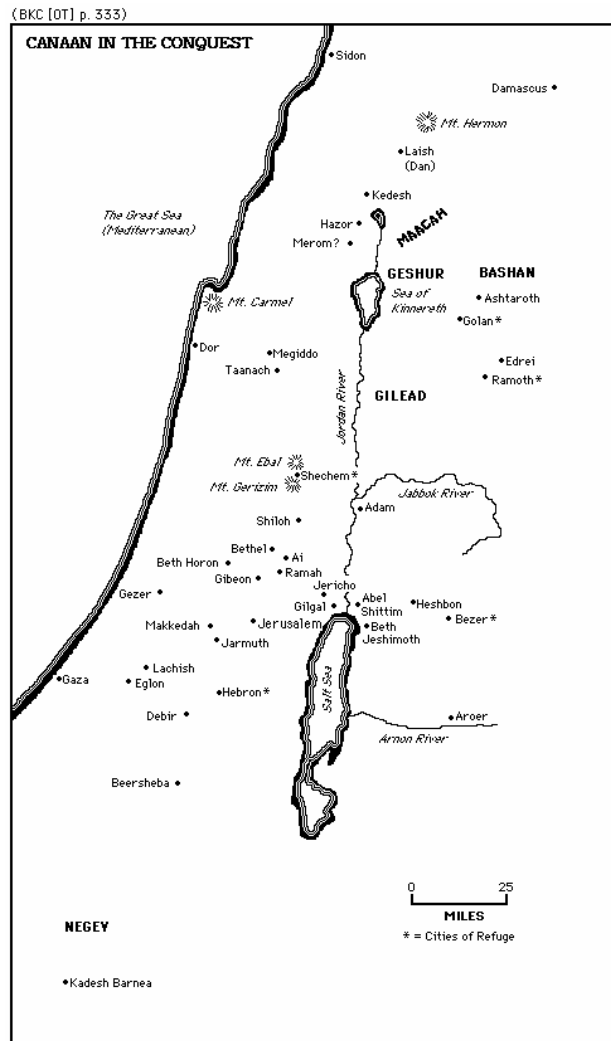 (BKC [OT] p. 333)
CANAAN IN THE CONQUEST
Sidon
Damascus
Mt. Hermon
Laish
(Dan)
Kedesh
The Great Sea
(Mediterranean)
Hazor
MAACAH
Merom?
GESHUR
BASHAN
Sea of
Kinnereth
Ashtaroth
Mt. Carmel
Golan*
Dor
Megiddo
Edrei
Taanach
Ramoth*
GILEAD
Jordan River
Mt. Ebal
Shechem*
Mt. Gerizim
Jabbok River
Adam
Shiloh
Bethel
Ai
Beth Horon
Ramah
Gibeon
Jericho
Gezer
Gilgal
Abel
Shittim
Heshbon
Bezer*
Makkedah
Jerusalem
Beth
Jeshimoth
Jarmuth
Lachish
Gaza
Eglon
Hebron*
Salt Sea
Debir
Aroer
Arnon River
Beersheba
0 25
MILES
* = Cities of Refuge
NEGEV
Kadesh Barnea